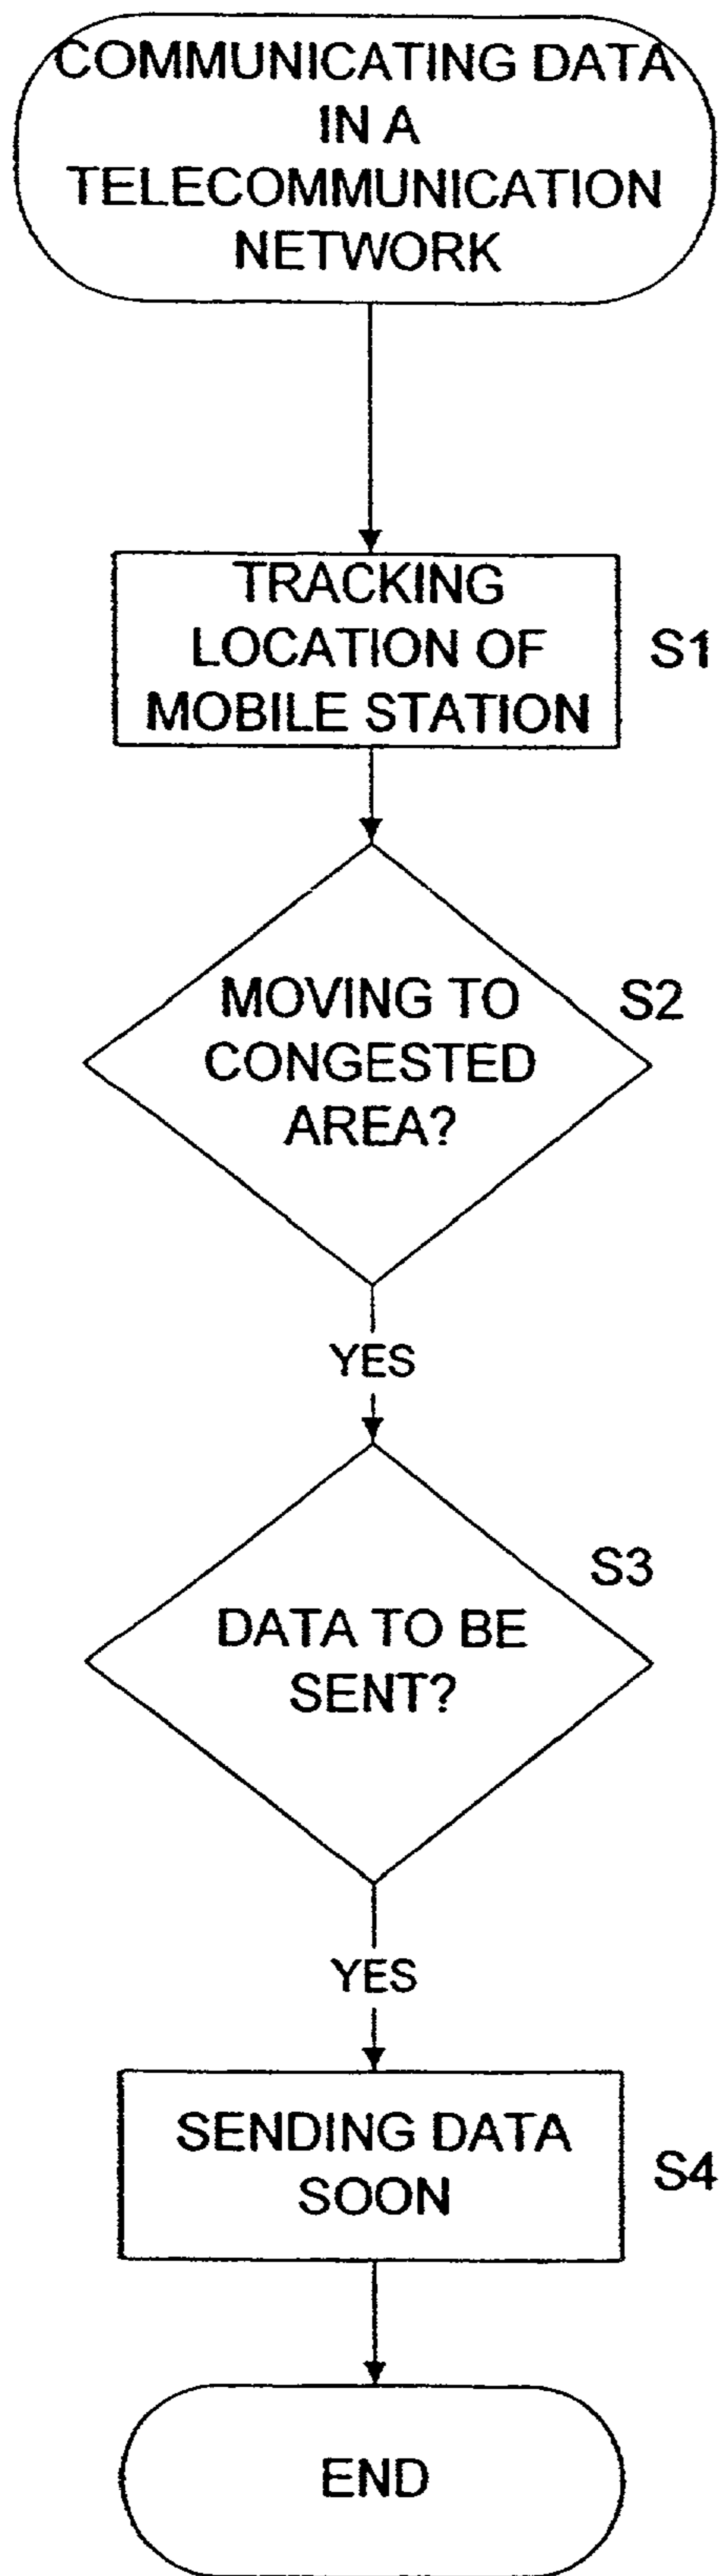 COMMUNICATING DATA
IN A
TELECOMMUNICATION
NETWORK
TRACKING
LOCATION OF
MOBILE STATION
S1
MOVING TO
CONGESTED
AREA?
S2
YES
DATA TO BE
SENT?
S3
YES
SENDING DATA
SOON
S4
END